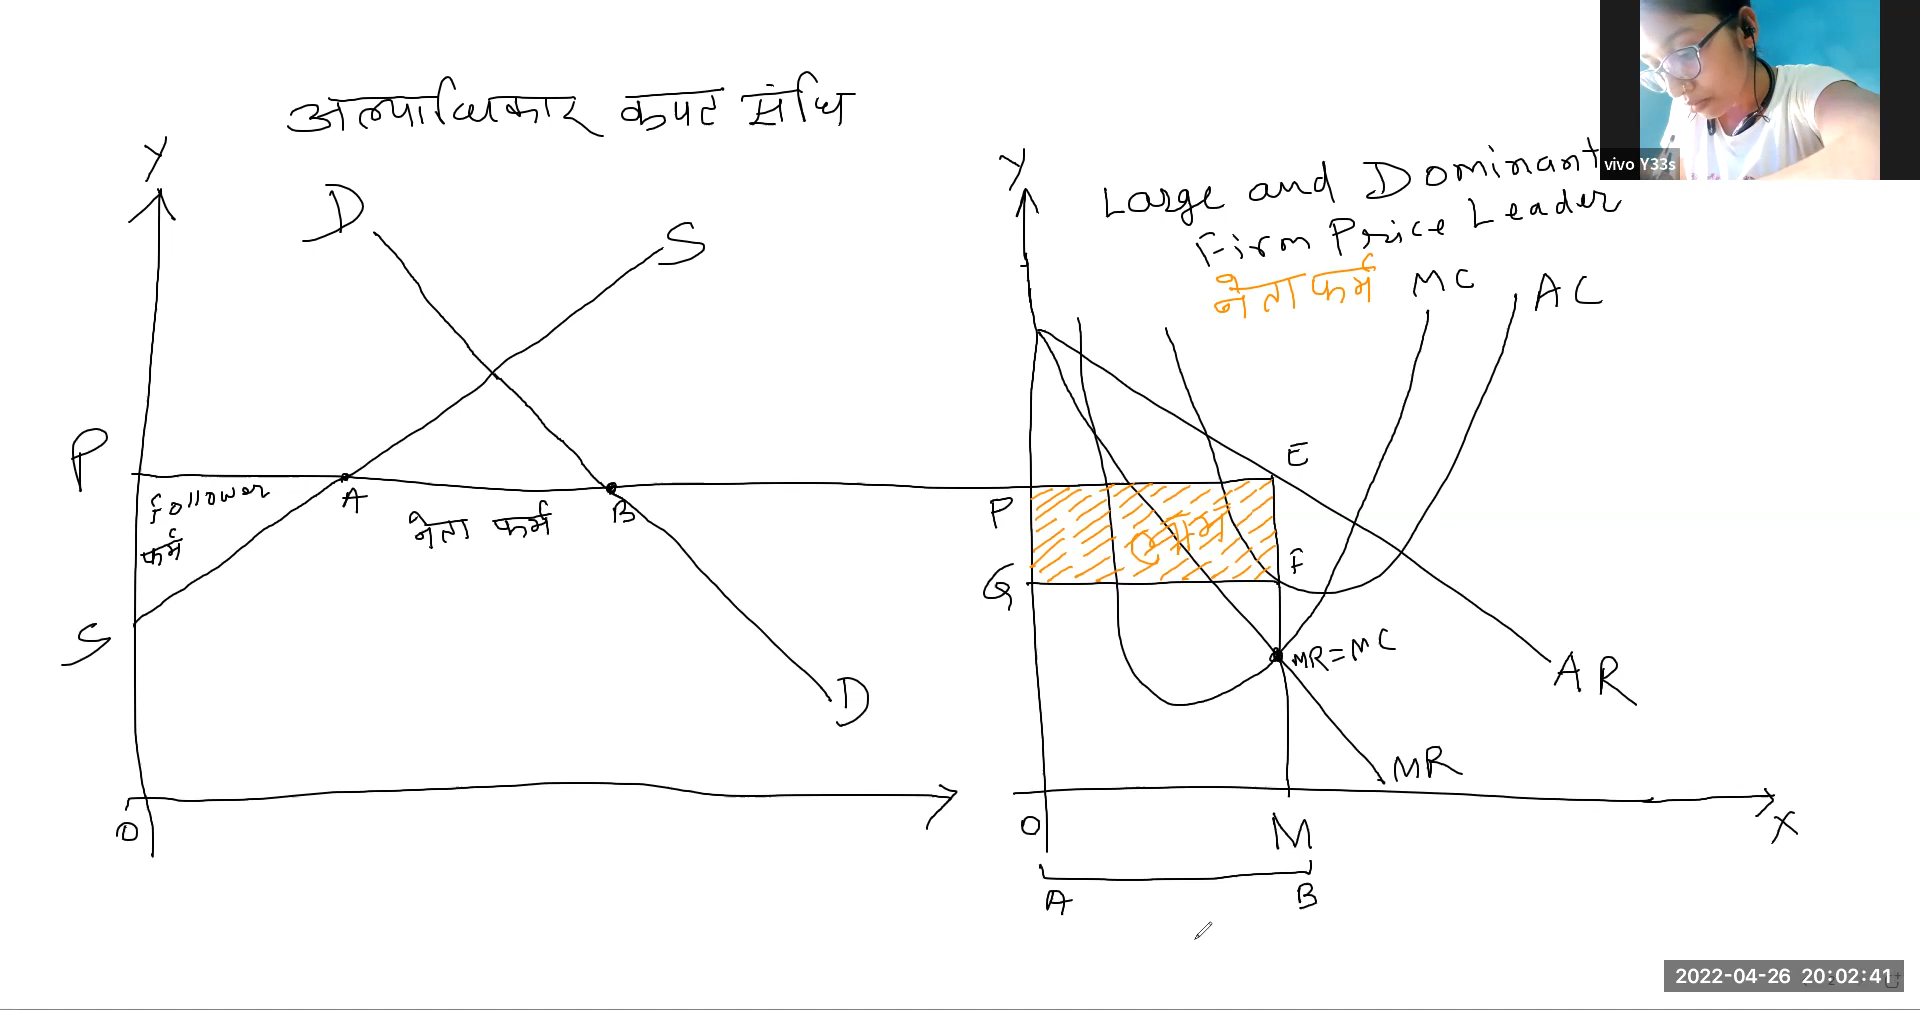 अल्पाधिकार कपट संधि
Y
D
S
P
Follower
फर्म
A
नेता फर्म
B
S
D
O
Y
Large and Dominant
Firm Price Leader
नेता फर्म
MC
AC
E
P
लाभ
F
G
MR=MC
AR
MR
O
M
X
A
B
vivo Y33s
2022-04-26 20:02:41